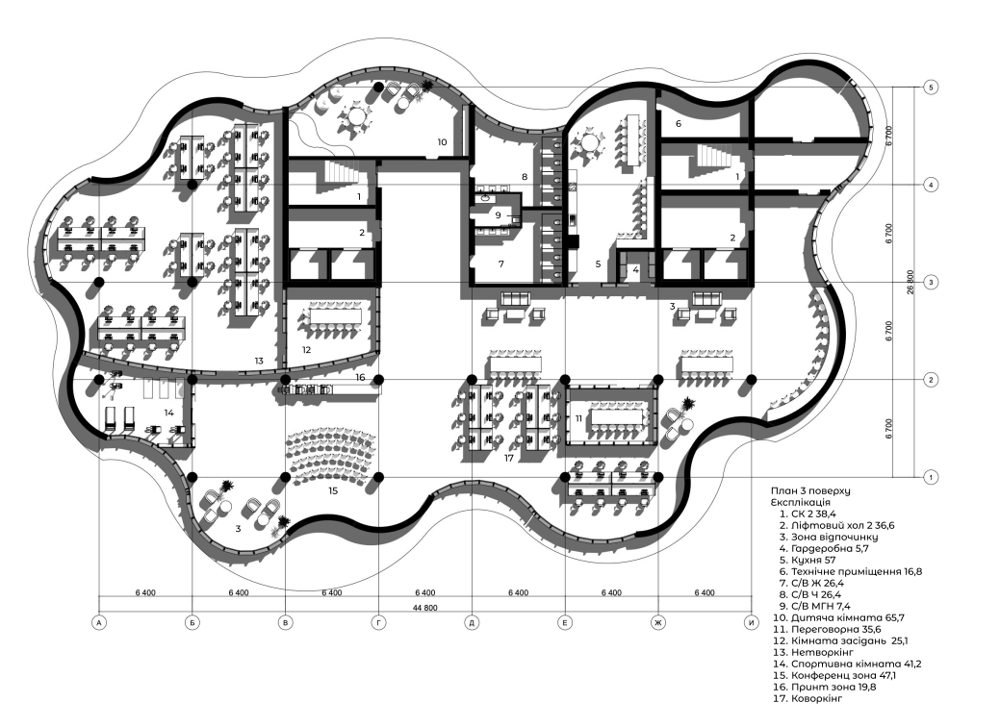 5
6
10
6 700
8
4
1
1
9
6 700
2
2
7
5
4
3
26 800
3
12
6 700
13
16
2
14
11
6 700
17
1
15
3
План 3 поверху
Експлікація
1. СК 2 38,4
2. Ліфтовий хол 2 36,6
3. Зона відпочинку
4. Гардеробна 5,7
5. Кухня 57
6. Технічне приміщення 16,8
7. С/В Ж 26,4
8. С/В Ч 26,4
9. С/В МГН 7,4
10. Дитяча кімната 65,7
11. Переговорна 35,6
12. Кімната засідань 25,1
13. Нетворкінг
14. Спортивна кімната 41,2
15. Конференц зона 47,1
16. Принт зона 19,8
17. Коворкінг
6 400 6 400 6 400 6 400 6 400 6 400 6 400
44 800
А Б В Г Д Е Ж И